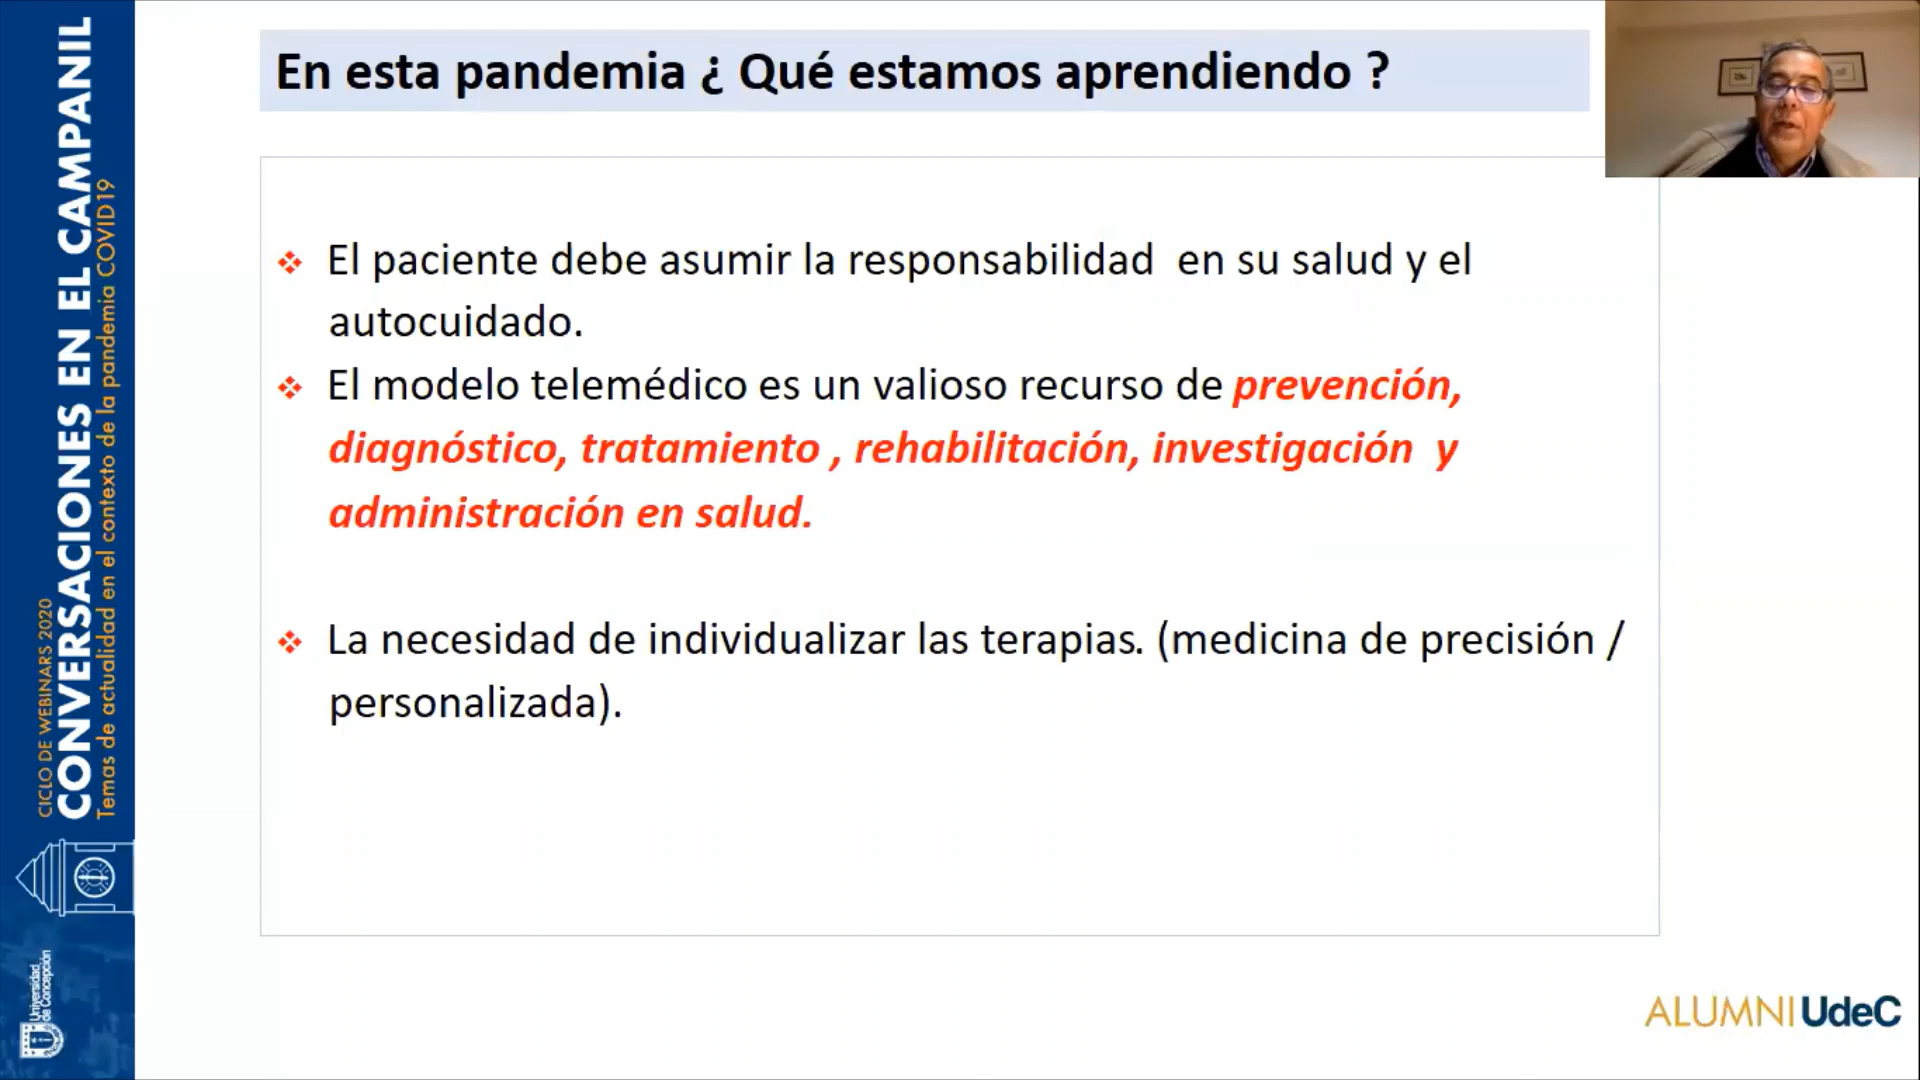 En esta pandemia ¿ Qué estamos aprendiendo ?
El paciente debe asumir la responsabilidad en su salud y el
autocuidado.
El modelo telemédico es un valioso recurso de prevención,
diagnóstico, tratamiento , rehabilitación, investigación y
administración en salud.
La necesidad de individualizar las terapias. (medicina de precisión /
personalizada).
CICLO DE WEBINARS 2020
CONVERSACIONES EN EL CAMPANIL
Temas de actualidad en el contexto de la pandemia COVID19
Universidad
de Concepción
ALUMNI UdeC